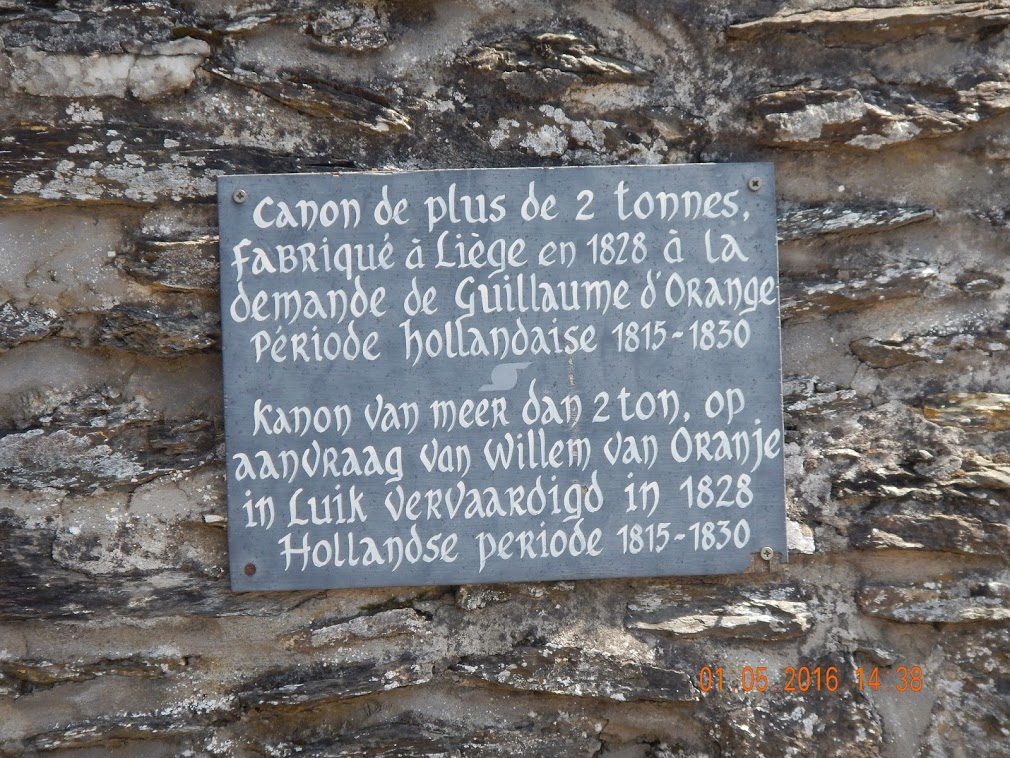 Canon de plus de 2 tonnes,
Fabriqué à Liège en 1828 à la
demande de Guillaume d'Orange
Période hollandaise 1815-1830
Kanon van meer dan 2 ton, op
aanvraag van Willem van Oranje
in Luik vervaardigd in 1828
Hollandse periode 1815-1830
01.05.2016 14:38